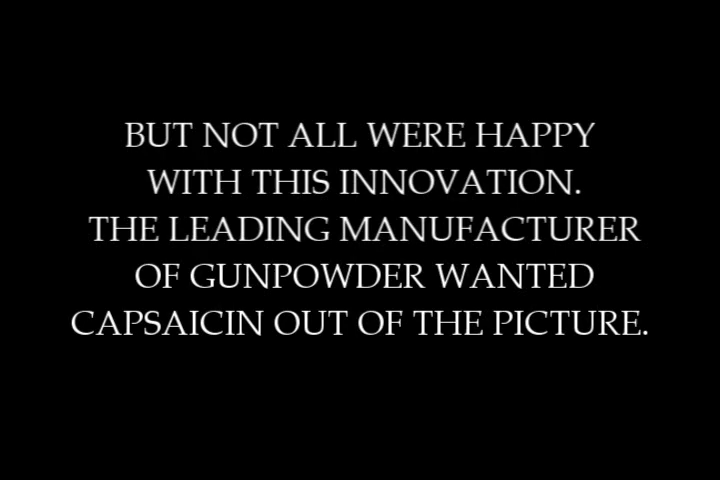 BUT NOT ALL WERE HAPPY
WITH THIS INNOVATION.
THE LEADING MANUFACTURER
OF GUNPOWDER WANTED
CAPSAICIN OUT OF THE PICTURE.